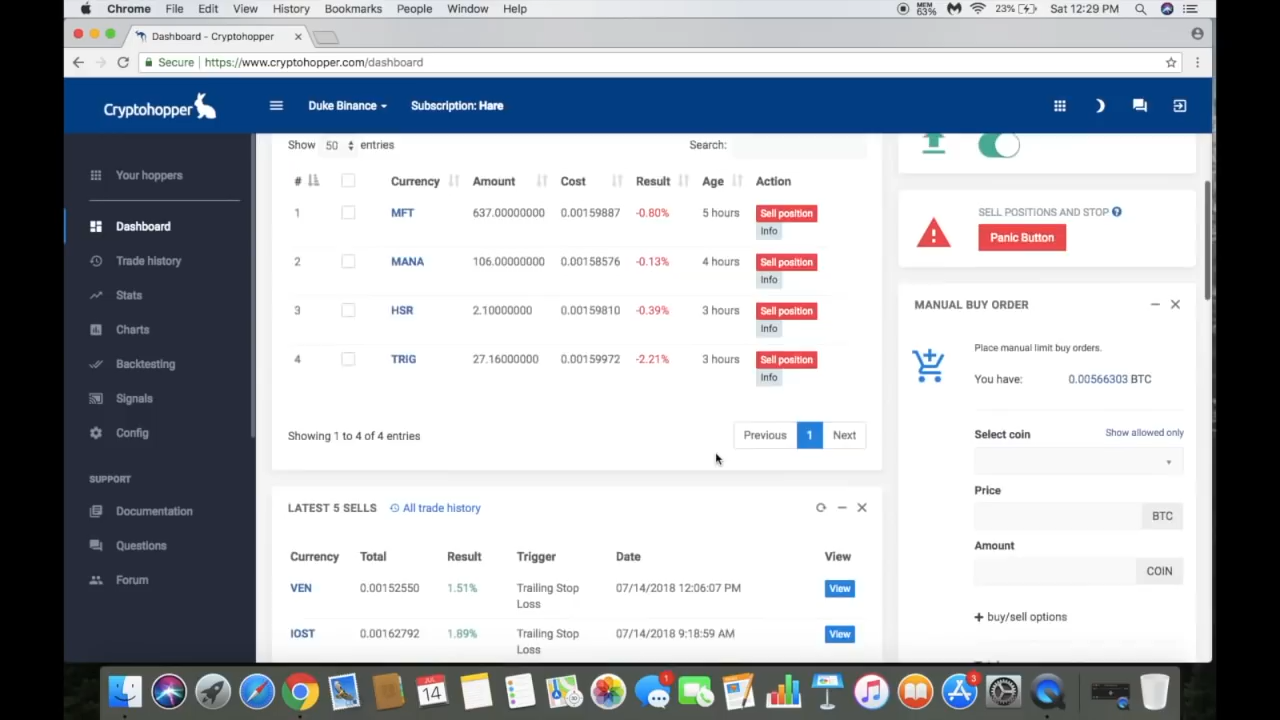 Chrome File Edit View History Bookmarks People Window Help MEM 63% 23% Sat 12:29 PM
Dashboard - Cryptohopper
Secure https://www.cryptohopper.com/dashboard
Cryptohopper Duke Binance Subscription: Hare
Your hoppers
Dashboard
Trade history
Stats
Charts
Backtesting
Signals
Config
SUPPORT
Documentation
Questions
Forum
Show 50 entries Search:
# Currency Amount Cost Result Age Action
1 MFT 637.00000000 0.00159887 -0.80% 5 hours Sell position
Info
2 MANA 106.00000000 0.00158576 -0.13% 4 hours Sell position
Info
3 HSR 2.10000000 0.00159810 -0.39% 3 hours Sell position
Info
4 TRIG 27.16000000 0.00159972 -2.21% 3 hours Sell position
Info
Showing 1 to 4 of 4 entries Previous 1 Next
LATEST 5 SELLS All trade history
Currency Total Result Trigger Date View
VEN 0.00152550 1.51% Trailing Stop Loss 07/14/2018 12:06:07 PM View
IOST 0.00162792 1.89% Trailing Stop Loss 07/14/2018 9:18:59 AM View
SELL POSITIONS AND STOP ?
Panic Button
MANUAL BUY ORDER
Place manual limit buy orders.
You have: 0.00566303 BTC
Select coin Show allowed only
Price
BTC
Amount
COIN
+ buy/sell options
JUL
14
1
3